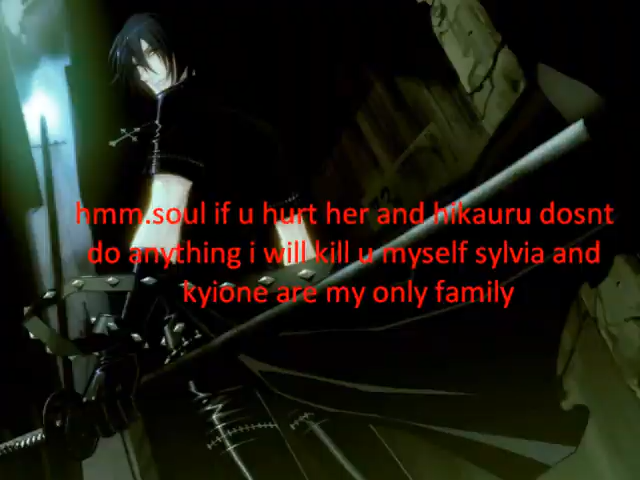 hmm.soul if u hurt her and hikauru dosnt
do anything i will kill u myself sylvia and
kyione are my only family